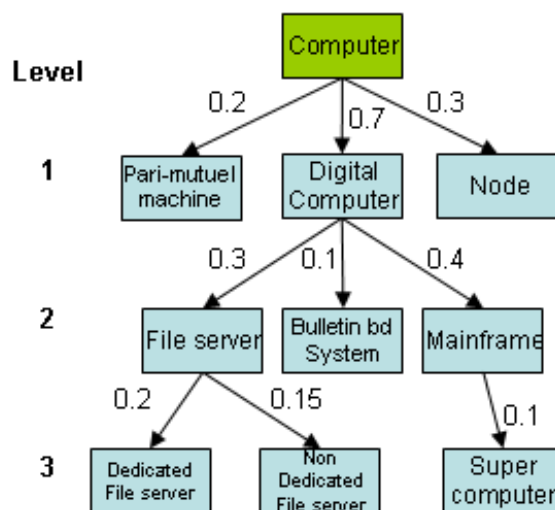 Computer
Level
0.2
0.7
0.3
1
Pari-mutuel
machine
Digital
Computer
Node
0.3
0.1
0.4
2
File server
Bulletin bd
System
Mainframe
0.2
0.15
0.1
3
Dedicated
File server
Non
Dedicated
File server
Super
computer